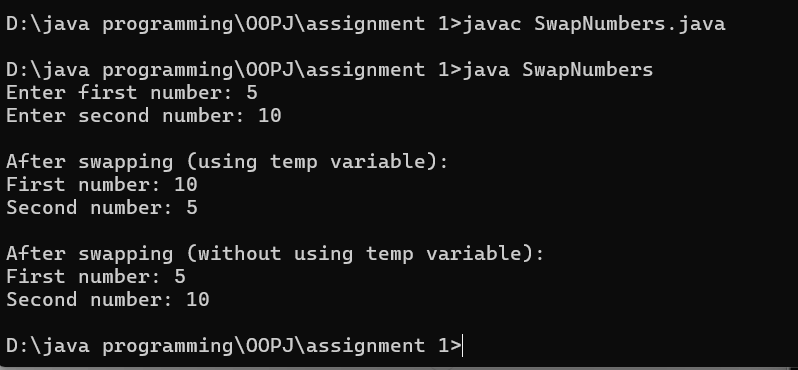 D:\java programming\OOPJ\assignment 1>javac SwapNumbers.java
D:\java programming\OOPJ\assignment 1>java SwapNumbers
Enter first number: 5
Enter second number: 10
After swapping (using temp variable):
First number: 10
Second number: 5
After swapping (without using temp variable):
First number: 5
Second number: 10
D:\java programming\OOPJ\assignment 1>